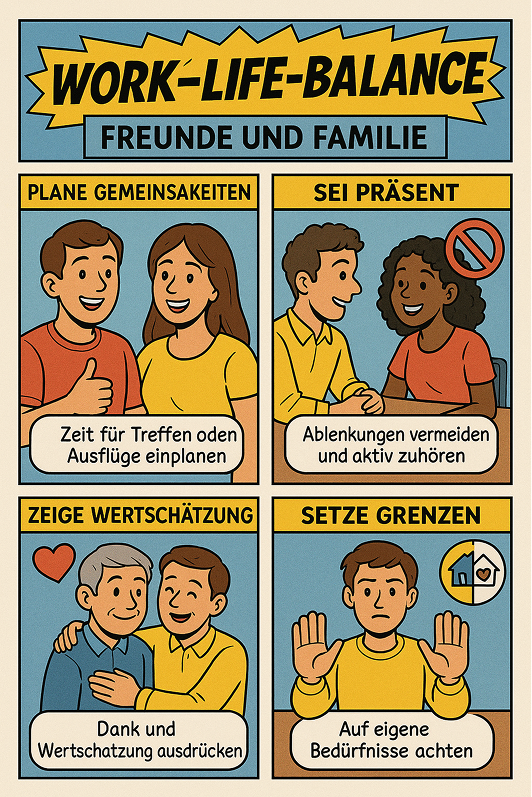 WORK-LIFE-BALANCE
FREUNDE UND FAMILIE
PLANE GEMEINSAKEITEN
SEI PRÄSENT
Zeit für Treffen oden
Ausflüge einplanen
Ablenkungen vermeiden
und aktiv zuhören
ZEIGE WERTSCHÄTZUNG
SETZE GRENZEN
Dank und
Wertschatzung ausdrücken
Auf eigene
Bedürfnisse achten